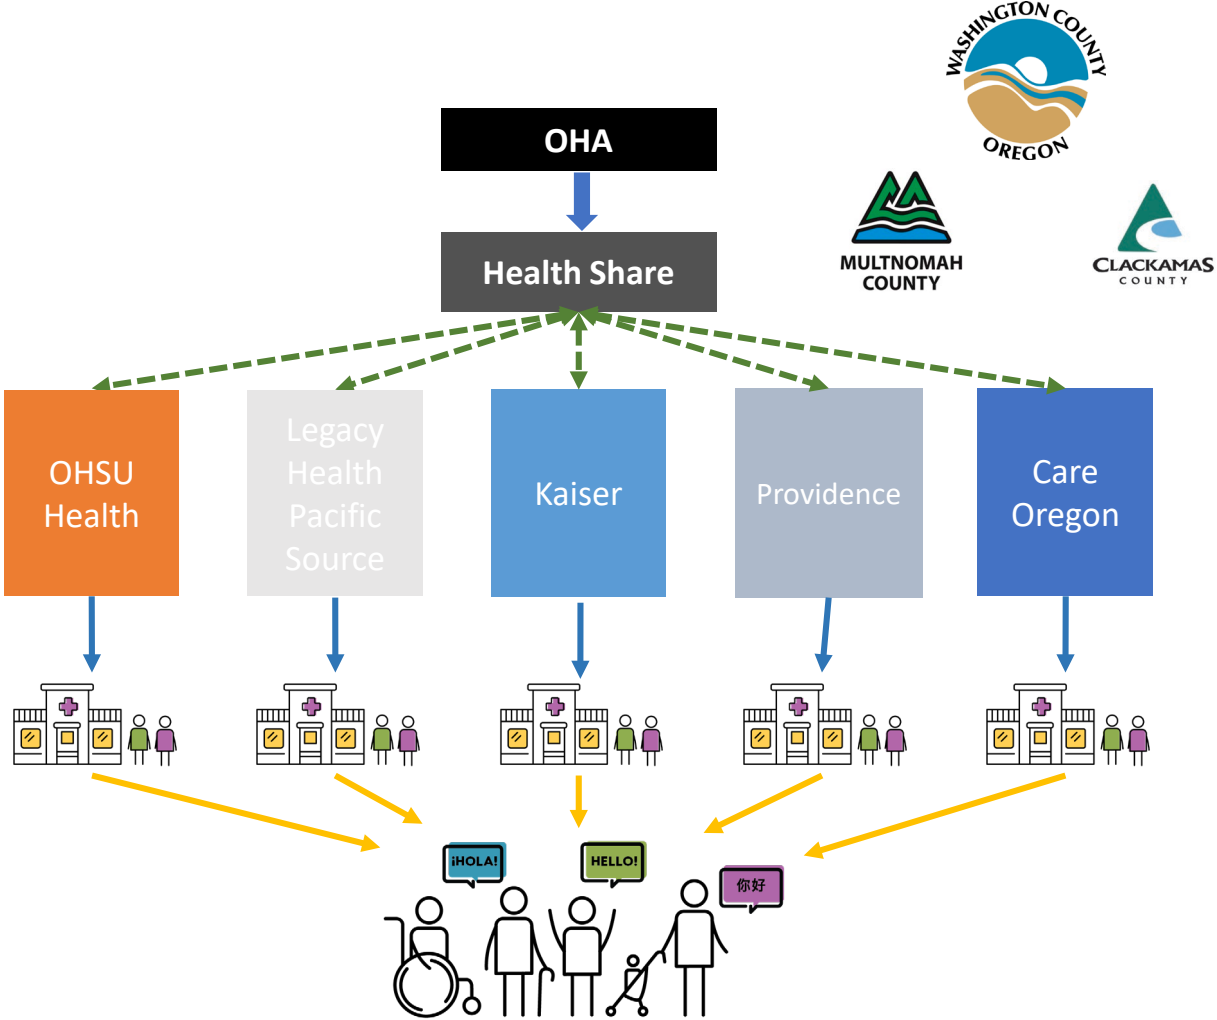 WASHINGTON COUNTY
OREGON
OHA
MULTNOMAH
COUNTY
CLACKAMAS
COUNTY
Health Share
OHSU
Health
Legacy
Health
Pacific
Source
Kaiser
Providence
Care
Oregon
¡HOLA!
HELLO!
你好